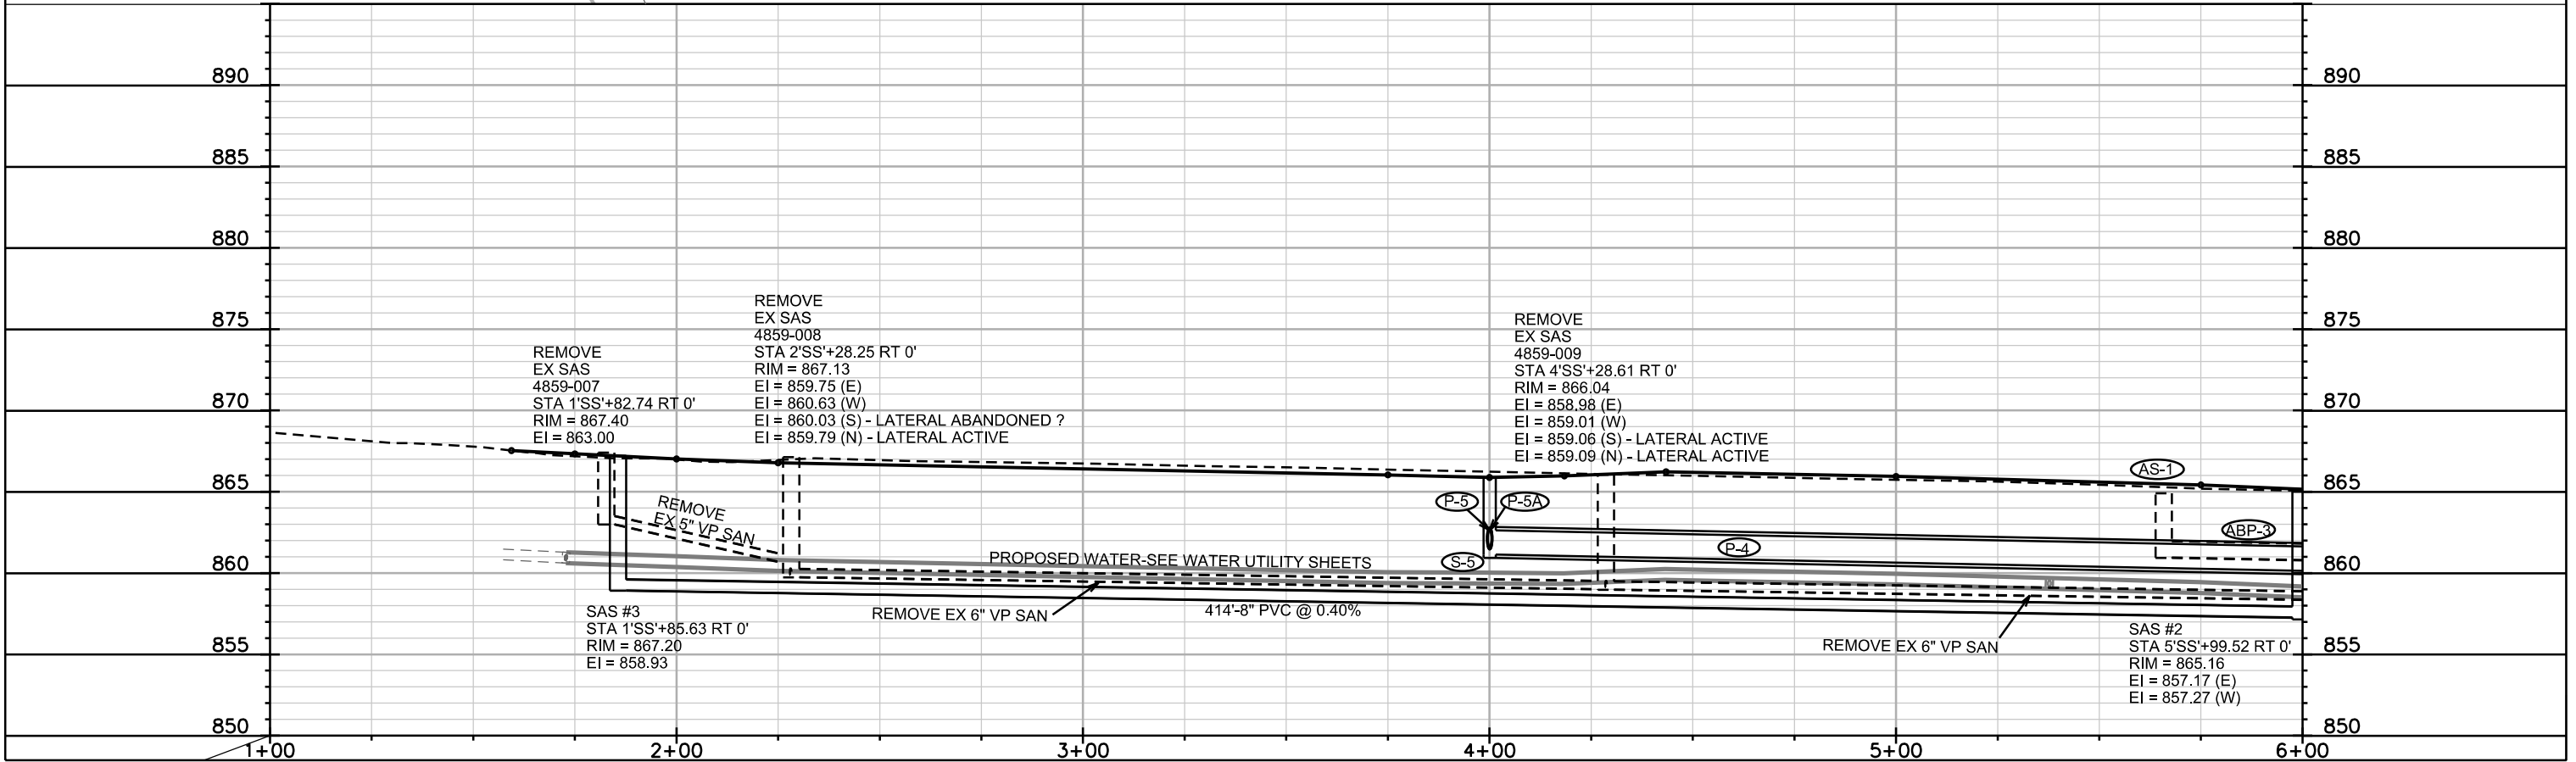 890
890
885
885
880
880
875
875
870
870
865
865
860
860
855
855
850
850
REMOVE
EX SAS
4859-007
STA 1'SS'+82.74 RT 0'
RIM = 867.40
EI = 863.00
REMOVE
EX SAS
4859-008
STA 2'SS'+28.25 RT 0'
RIM = 867.13
EI = 859.75 (E)
EI = 860.63 (W)
EI = 860.03 (S) - LATERAL ABANDONED ?
EI = 859.79 (N) - LATERAL ACTIVE
REMOVE
EX SAS
4859-009
STA 4'SS'+28.61 RT 0'
RIM = 866.04
EI = 858.98 (E)
EI = 859.01 (W)
EI = 859.06 (S) - LATERAL ACTIVE
EI = 859.09 (N) - LATERAL ACTIVE
AS-1
P-5
P-5A
REMOVE
EX 5" VP SAN
ABP-3
P-4
S-5
PROPOSED WATER-SEE WATER UTILITY SHEETS
W
W
REMOVE EX 6" VP SAN
414'-8" PVC @ 0.40%
REMOVE EX 6" VP SAN
SAS #3
STA 1'SS'+85.63 RT 0'
RIM = 867.20
EI = 858.93
SAS #2
STA 5'SS'+99.52 RT 0'
RIM = 865.16
EI = 857.17 (E)
EI = 857.27 (W)
1+00
2+00
3+00
4+00
5+00
6+00